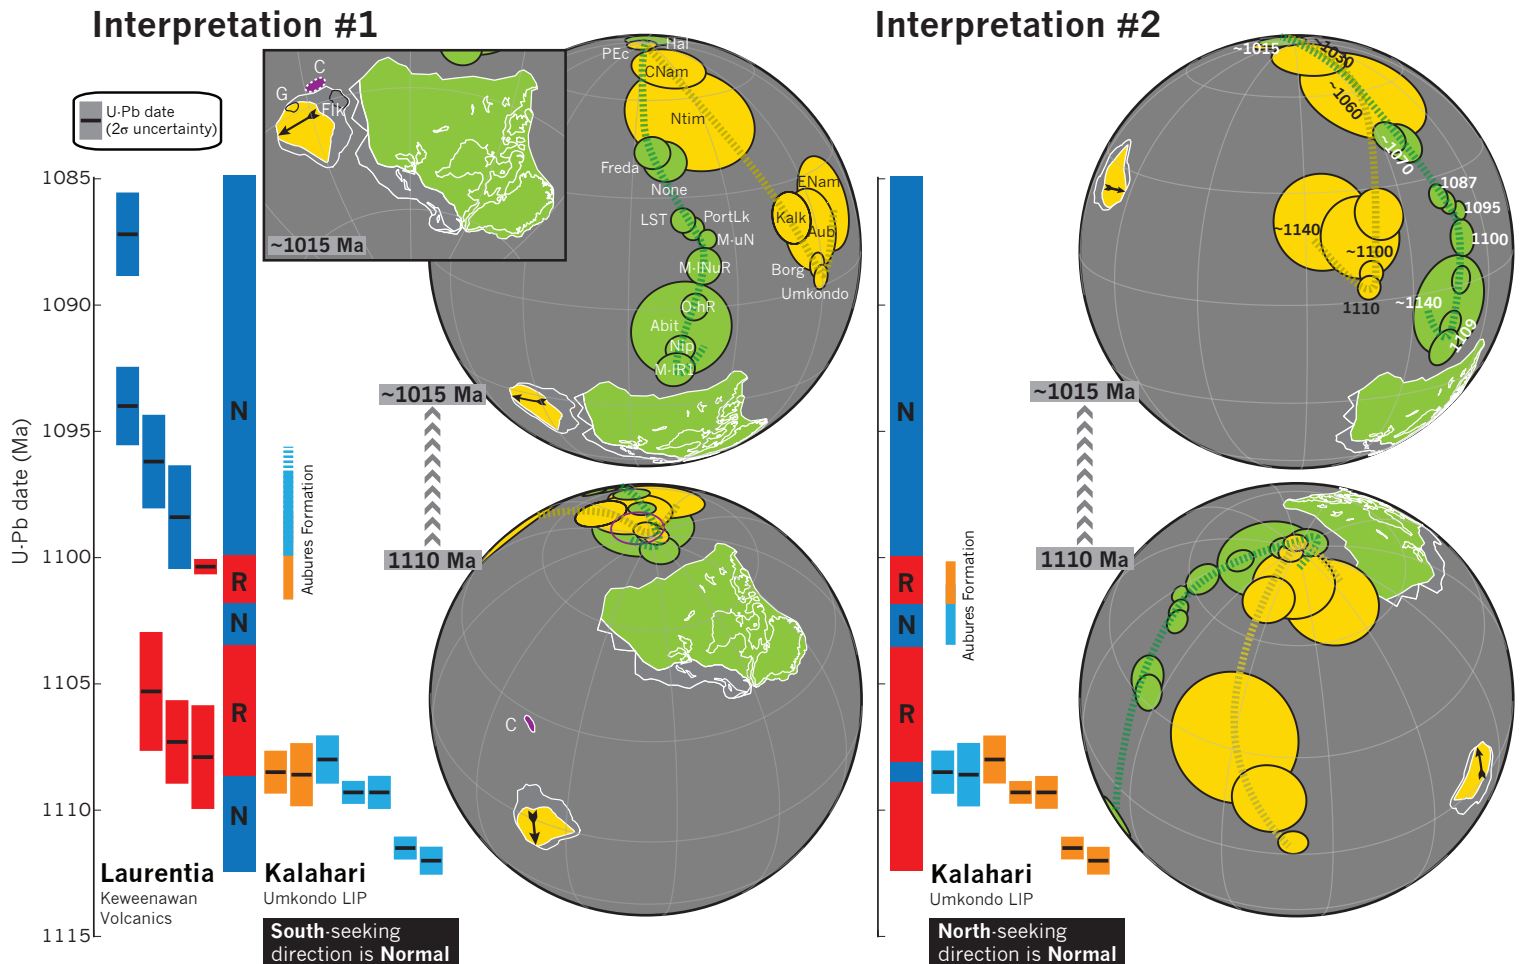 Interpretation #1
U-Pb date
(2σ uncertainty)
1085
1090
1095
1100
1105
1110
1115
U-Pb date (Ma)
N
R
N
R
N
Aubures Formation
Laurentia
Keweenawan
Volcanics
Kalahari
Umkondo LIP
South-seeking
direction is Normal
C
G
Flk
~1015 Ma
PEc
Hal
CNam
Ntim
Freda
None
LST
PortLk
M-uN
M-lNuR
O-hR
Abit
Nip
M-lR1
ENam
Kalk
Aub
Borg
Umkondo
~1015 Ma
1110 Ma
C
Interpretation #2
N
R
N
R
Aubures Formation
Kalahari
Umkondo LIP
North-seeking
direction is Normal
~1015
~1030
~1060
~1070
1087
1095
1100
~1140
~1100
1110
~1140
1109
~1015 Ma
1110 Ma